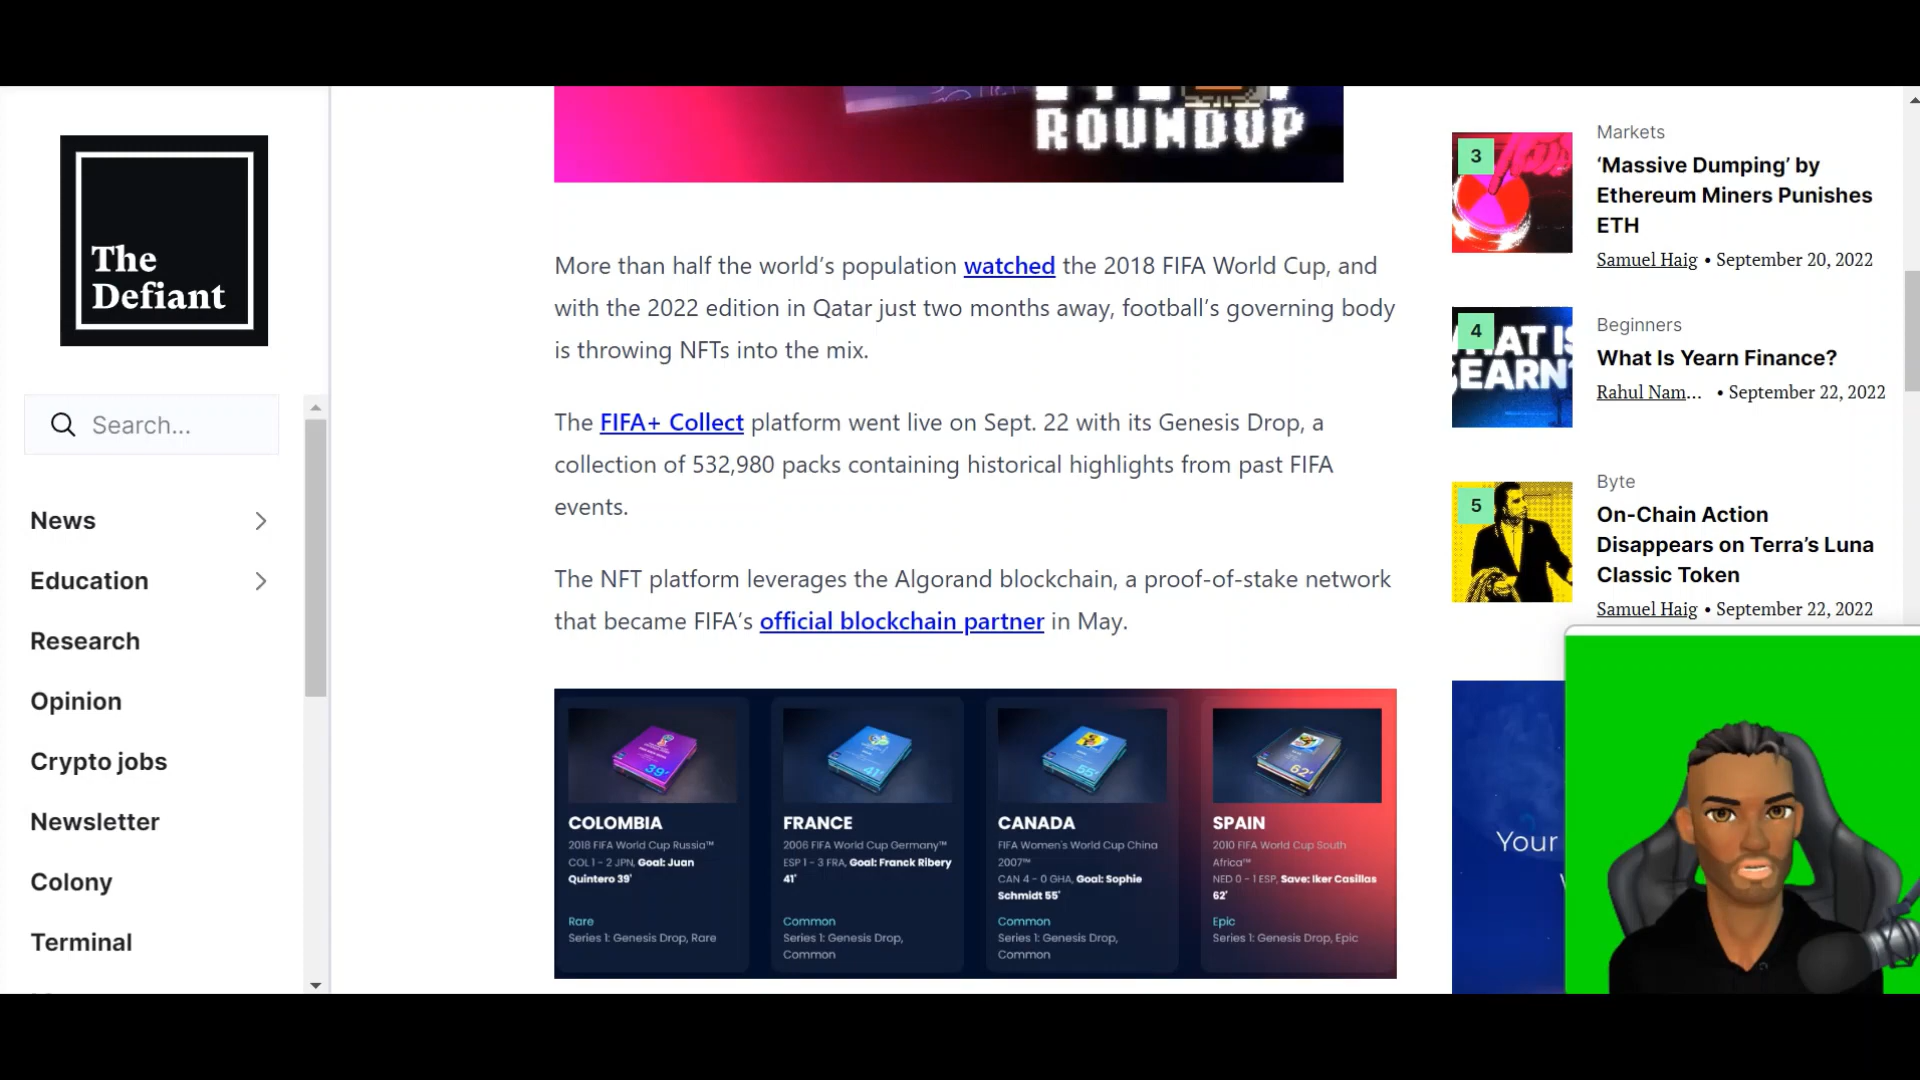 The
Defiant
Search...
News
Education
Research
Opinion
Crypto jobs
Newsletter
Colony
Terminal
ROUNDUP
More than half the world's population watched the 2018 FIFA World Cup, and
with the 2022 edition in Qatar just two months away, football's governing body
is throwing NFTs into the mix.
The FIFA+ Collect platform went live on Sept. 22 with its Genesis Drop, a
collection of 532,980 packs containing historical highlights from past FIFA
events.
The NFT platform leverages the Algorand blockchain, a proof-of-stake network
that became FIFA's official blockchain partner in May.
39'
COLOMBIA
2018 FIFA World Cup Russia™
COL 1 - 2 JPN, Goal: Juan
Quintero 39'
Rare
Series 1: Genesis Drop, Rare
41'
FRANCE
2006 FIFA World Cup Germany™
ESP 1 - 3 FRA, Goal: Franck Ribery
41'
Common
Series 1: Genesis Drop,
Common
55'
CANADA
FIFA Women's World Cup China
2007™
CAN 4 - 0 GHA, Goal: Sophie
Schmidt 55'
Common
Series 1: Genesis Drop,
Common
62'
SPAIN
2010 FIFA World Cup South
Africa™
NED 0 - 1 ESP, Save: Iker Casillas
62'
Epic
Series 1: Genesis Drop, Epic
3
Markets
‘Massive Dumping’ by
Ethereum Miners Punishes
ETH
Samuel Haig • September 20, 2022
4
Beginners
What Is Yearn Finance?
Rahul Nam... • September 22, 2022
5
Byte
On-Chain Action
Disappears on Terra's Luna
Classic Token
Samuel Haig • September 22, 2022
Your